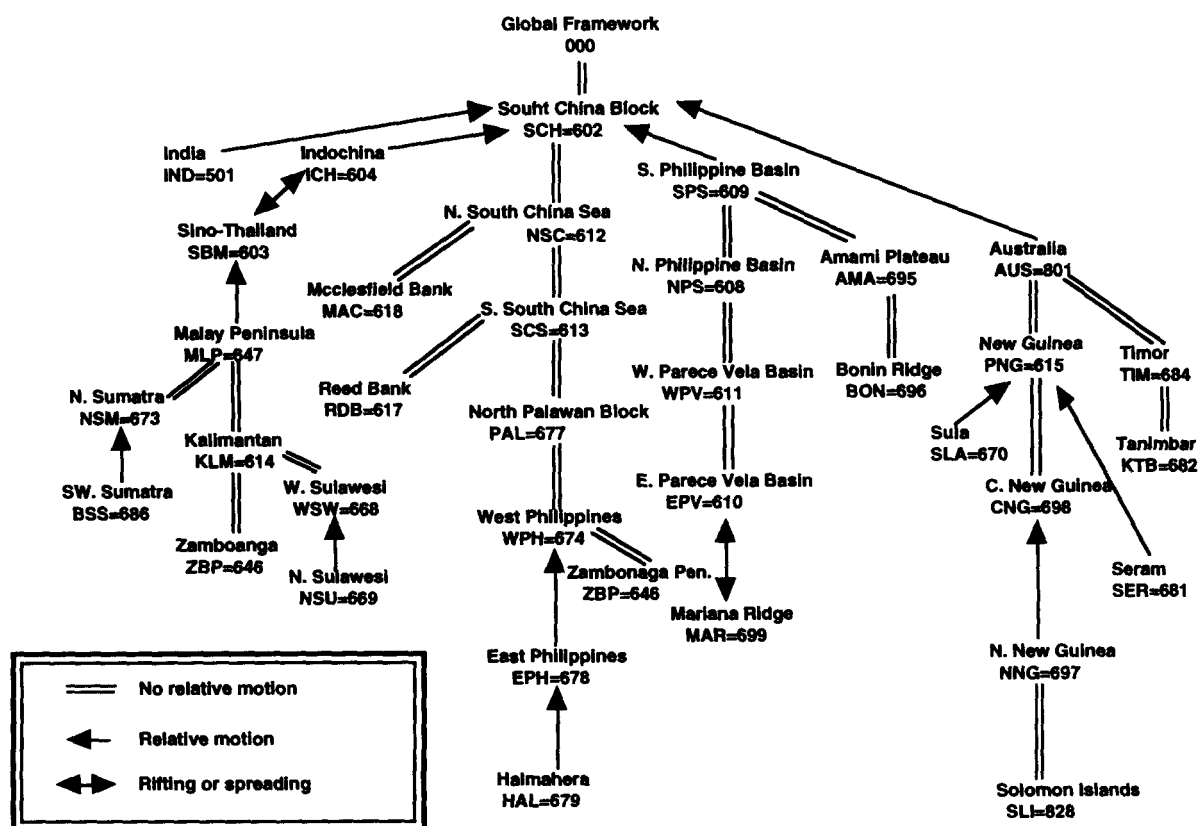 Global Framework
000
Souht China Block
SCH=602
India
IND=501
Indochina
ICH=604
S. Philippine Basin
SPS=609
Sino-Thailand
SBM=603
N. South China Sea
NSC=612
Amami Plateau
AMA=695
Australia
AUS=801
N. Philippine Basin
NPS=608
Mcclesfield Bank
MAC=618
S. South China Sea
SCS=613
Malay Peninsula
MLP=647
New Guinea
PNG=615
Timor
TIM=684
N. Sumatra
NSM=673
Reed Bank
RDB=617
W. Parece Vela Basin
WPV=611
Bonin Ridge
BON=696
North Palawan Block
PAL=677
Kalimantan
KLM=614
Sula
SLA=670
Tanimbar
KTB=682
SW. Sumatra
BSS=686
W. Sulawesi
WSW=668
E. Parece Vela Basin
EPV=610
C. New Guinea
CNG=698
West Philippines
WPH=674
Zamboanga
ZBP=646
N. Sulawesi
NSU=669
Zambonaga Pen.
ZBP=646
Seram
SER=681
Mariana Ridge
MAR=699
East Philippines
EPH=678
N. New Guinea
NNG=697
Halmahera
HAL=679
Solomon Islands
SLI=828
No relative motion
Relative motion
Rifting or spreading